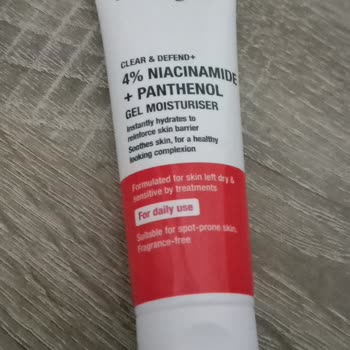 CLEAR & DEFEND+
4% NIACINAMIDE
+ PANTHENOL
GEL MOISTURISER
Instantly hydrates to
reinforce skin barrier
Soothes skin, for a healthy
looking complexion
Formulated for skin left dry &
sensitive by treatments
For daily use
Suitable for spot-prone skin,
Fragrance-free